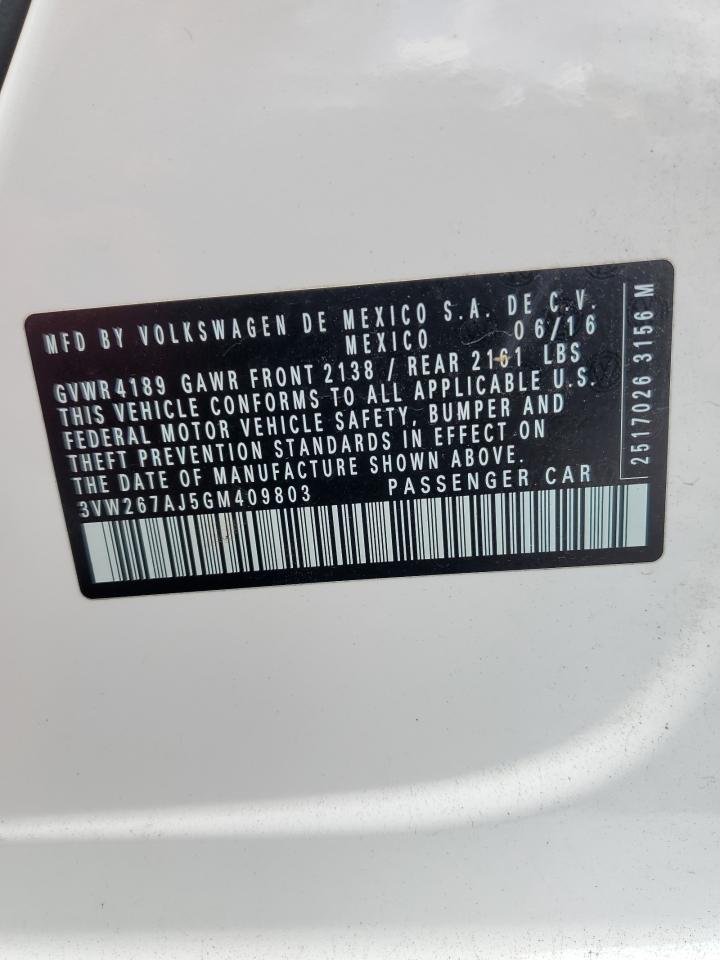 MFD BY VOLKSWAGEN DE MEXICO S.A. DE C.V.
MEXICO 06/16
GVWR 4189 GAWR FRONT 2138 / REAR 2161 LBS
THIS VEHICLE CONFORMS TO ALL APPLICABLE U.S.
FEDERAL MOTOR VEHICLE SAFETY, BUMPER AND
THEFT PREVENTION STANDARDS IN EFFECT ON
THE DATE OF MANUFACTURE SHOWN ABOVE.
3VW267AJ5GM409803 PASSENGER CAR
2517026 3156 M